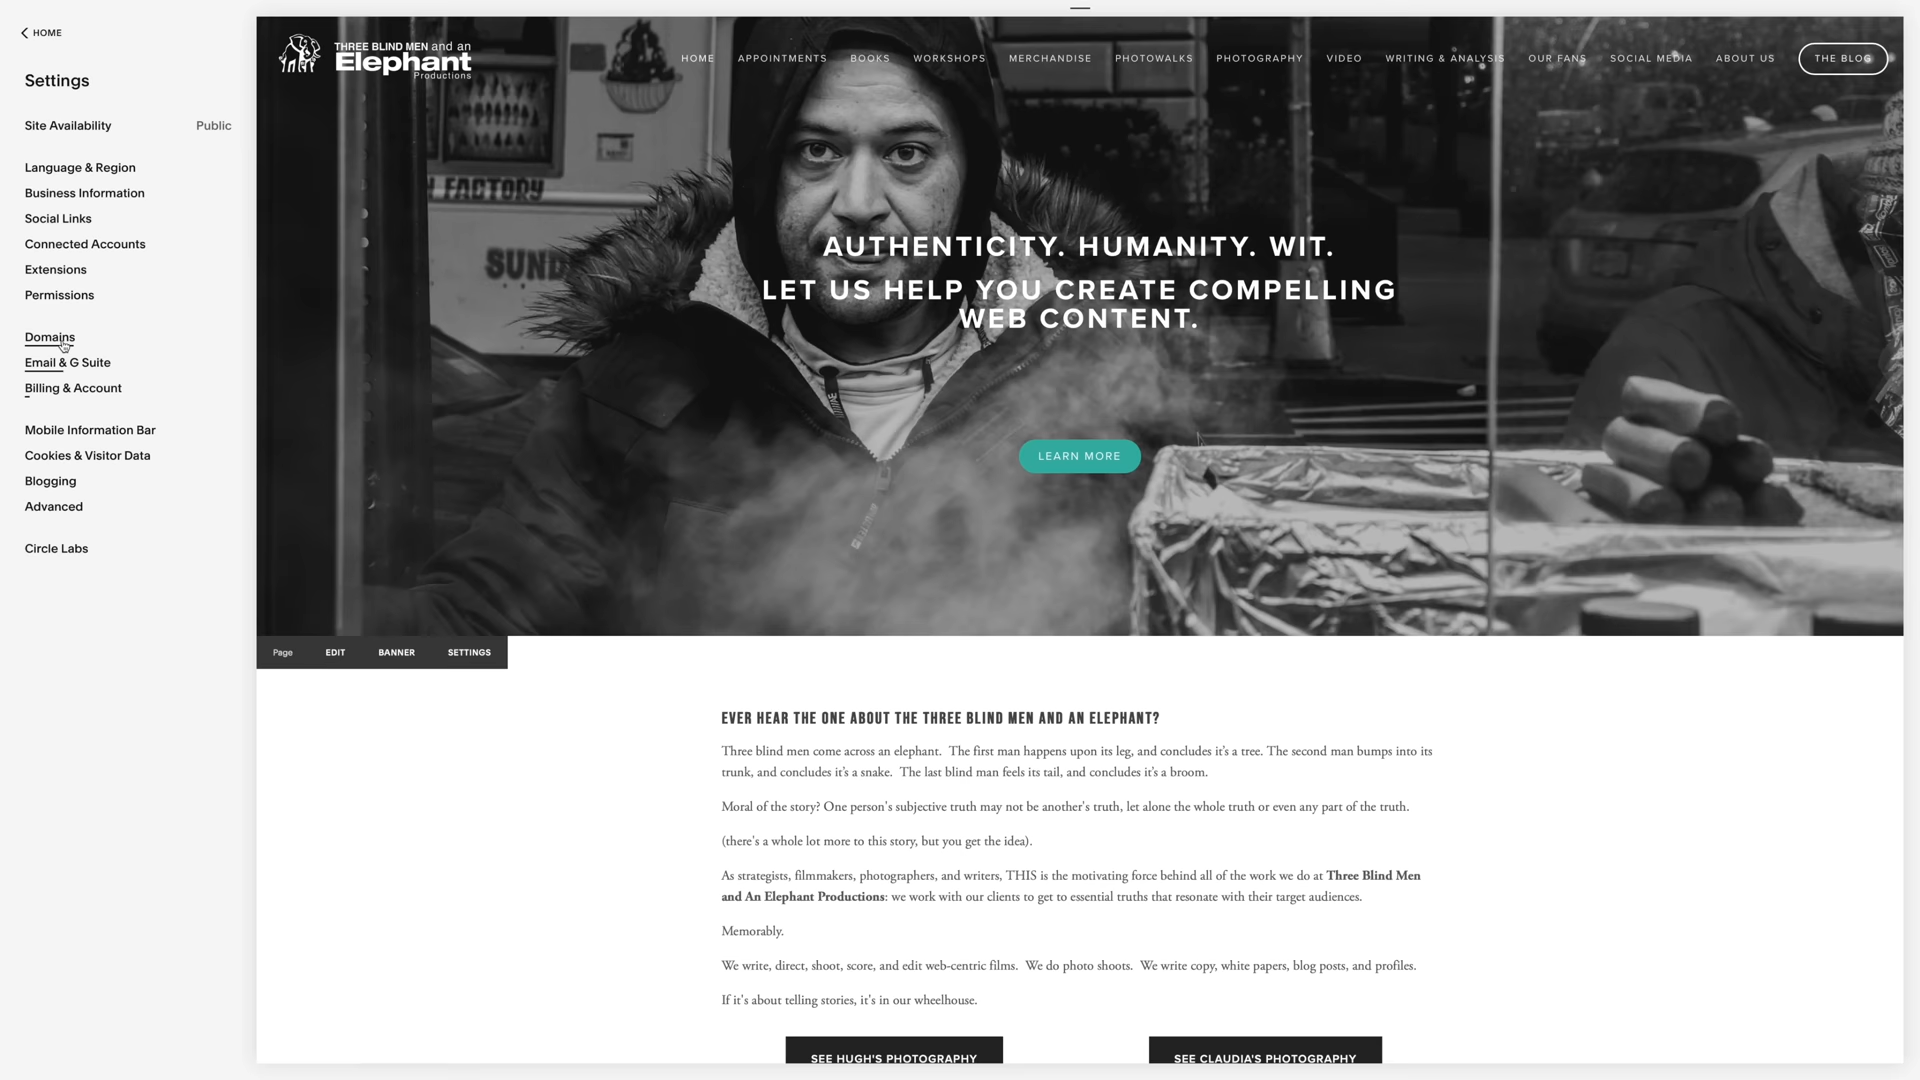 HOME
Settings
Site Availability Public
Language & Region
Business Information
Social Links
Connected Accounts
Extensions
Permissions
Domains
Email & G Suite
Billing & Account
Mobile Information Bar
Cookies & Visitor Data
Blogging
Advanced
Circle Labs
THREE BLIND MEN and an
Elephant
Productions
HOME APPOINTMENTS BOOKS WORKSHOPS MERCHANDISE PHOTOWALKS PHOTOGRAPHY VIDEO WRITING & ANALYSIS OUR FANS SOCIAL MEDIA ABOUT US THE BLOG
FACTORY
SUND
AUTHENTICITY. HUMANITY. WIT.
LET US HELP YOU CREATE COMPELLING
WEB CONTENT.
LEARN MORE
Page EDIT BANNER SETTINGS
EVER HEAR THE ONE ABOUT THE THREE BLIND MEN AND AN ELEPHANT?
Three blind men come across an elephant.  The first man happens upon its leg, and concludes it’s a tree. The second man bumps into its
trunk, and concludes it’s a snake.  The last blind man feels its tail, and concludes it’s a broom.
Moral of the story? One person's subjective truth may not be another's truth, let alone the whole truth or even any part of the truth.
(there's a whole lot more to this story, but you get the idea).
As strategists, filmmakers, photographers, and writers, THIS is the motivating force behind all of the work we do at Three Blind Men
and An Elephant Productions: we work with our clients to get to essential truths that resonate with their target audiences.
Memorably.
We write, direct, shoot, score, and edit web-centric films.  We do photo shoots.  We write copy, white papers, blog posts, and profiles.
If it's about telling stories, it's in our wheelhouse.
SEE HUGH'S PHOTOGRAPHY SEE CLAUDIA'S PHOTOGRAPHY